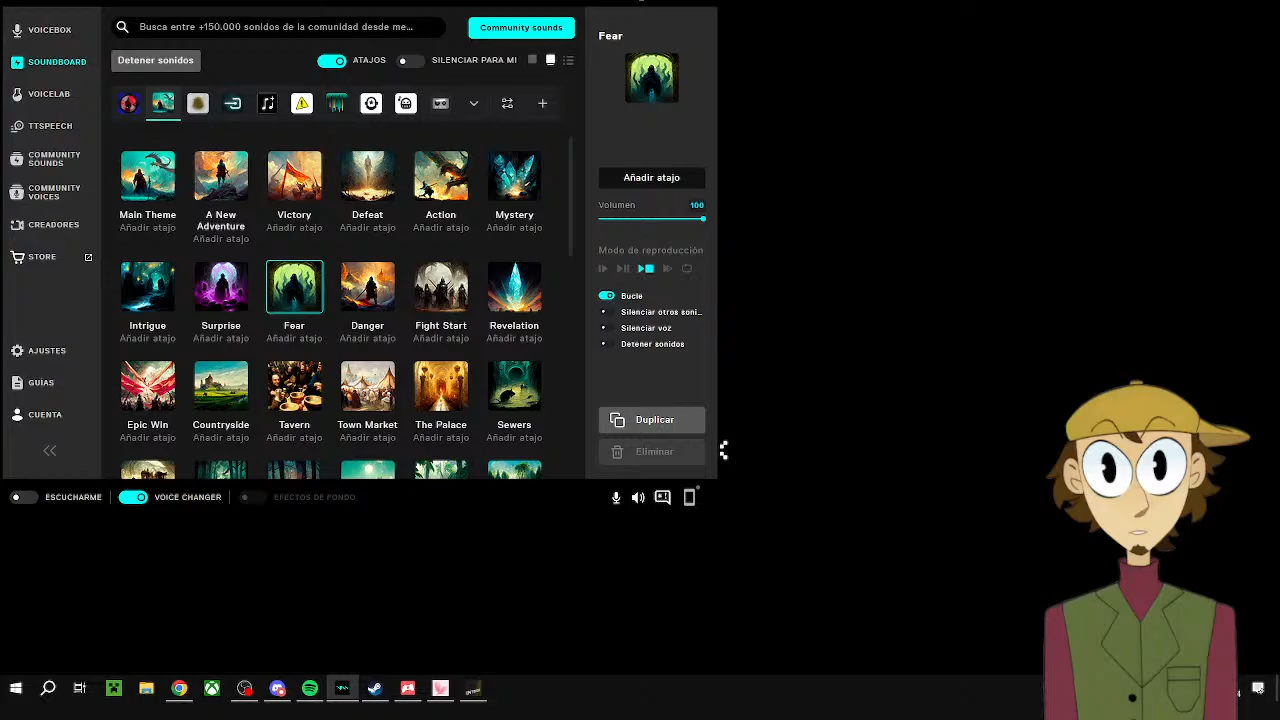 VOICEBOX
SOUNDBOARD
VOICELAB
TTSPEECH
COMMUNITY
SOUNDS
COMMUNITY
VOICES
CREADORES
STORE
AJUSTES
GUÍAS
CUENTA
Busca entre +150.000 sonidos de la comunidad desde me...
Community sounds
Detener sonidos
ATAJOS
SILENCIAR PARA MI
Main Theme
Añadir atajo
A New
Adventure
Añadir atajo
Victory
Añadir atajo
Defeat
Añadir atajo
Action
Añadir atajo
Mystery
Añadir atajo
Intrigue
Añadir atajo
Surprise
Añadir atajo
Fear
Añadir atajo
Danger
Añadir atajo
Fight Start
Añadir atajo
Revelation
Añadir atajo
Epic Win
Añadir atajo
Countryside
Añadir atajo
Tavern
Añadir atajo
Town Market
Añadir atajo
The Palace
Añadir atajo
Sewers
Añadir atajo
Fear
Añadir atajo
Volumen 100
Modo de reproducción
Bucle
Silenciar otros soni...
Silenciar voz
Detener sonidos
Duplicar
Eliminar
ESCUCHARME
VOICE CHANGER
EFECTOS DE FONDO